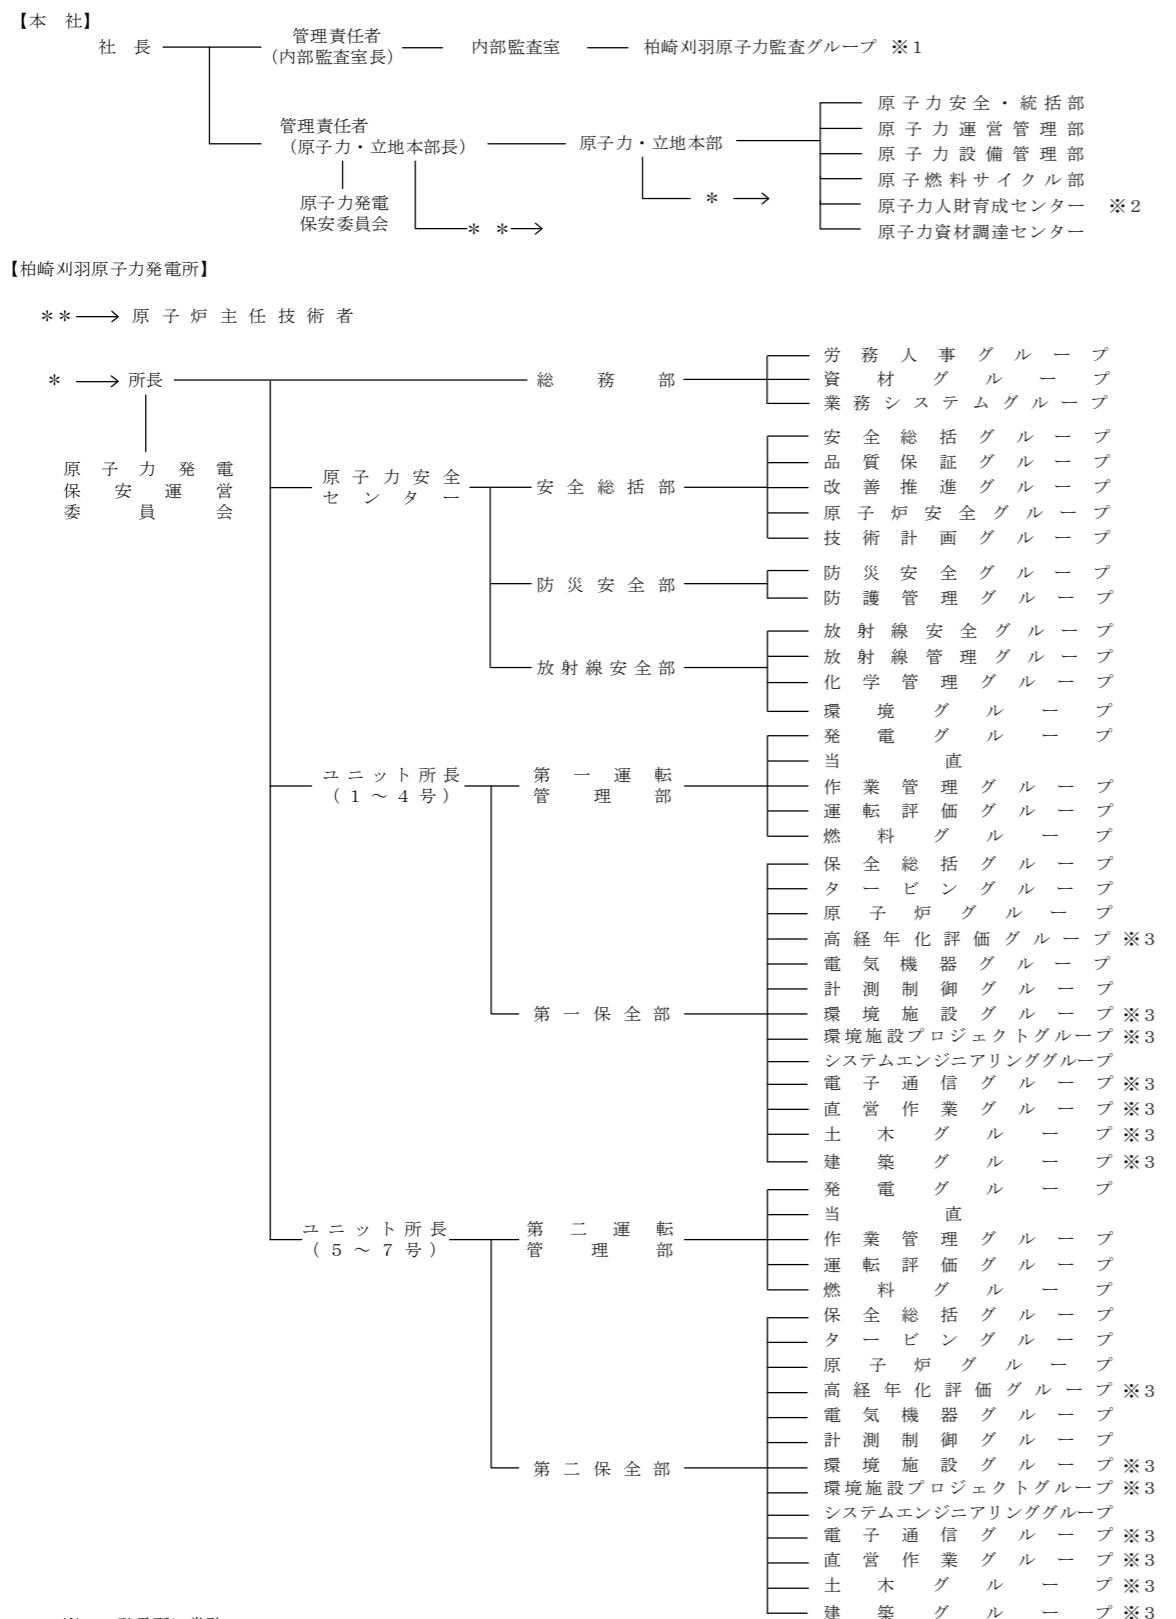 【本 社】
社 長
管理責任者
(内部監査室長)
内部監査室
柏崎刈羽原子力監査グループ ※1
管理責任者
(原子力・立地本部長)
原子力発電
保安委員会
**
原子力・立地本部
*
原子力安全・統括部
原子力運営管理部
原子力設備管理部
原子燃料サイクル部
原子力人財育成センター ※2
原子力資材調達センター
【柏崎刈羽原子力発電所】
** 原子炉主任技術者
* 所長
原子力発電
保安運営
委員会
総務部
労務人事グループ
資材グループ
業務システムグループ
原子力安全
センター
安全総括部
安全総括グループ
品質保証グループ
改善推進グループ
原子炉安全グループ
技術計画グループ
防災安全部
防災安全グループ
防護管理グループ
放射線安全部
放射線安全グループ
放射線管理グループ
化学管理グループ
環境グループ
ユニット所長
(1~4号)
第一運転
管理部
発電グループ
当直
作業管理グループ
運転評価グループ
燃料グループ
第一保全部
保全総括グループ
タービングループ
原子炉グループ
高経年化評価グループ※3
電気機器グループ
計測制御グループ
環境施設グループ※3
環境施設プロジェクトグループ※3
システムエンジニアリンググループ
電子通信グループ※3
直営作業グループ※3
土木グループ※3
建築グループ※3
ユニット所長
(5~7号)
第二運転
管理部
発電グループ
当直
作業管理グループ
運転評価グループ
燃料グループ
第二保全部
保全総括グループ
タービングループ
原子炉グループ
高経年化評価グループ※3
電気機器グループ
計測制御グループ
環境施設グループ※3
環境施設プロジェクトグループ※3
システムエンジニアリンググループ
電子通信グループ※3
直営作業グループ※3
土木グループ※3
建築グループ※3